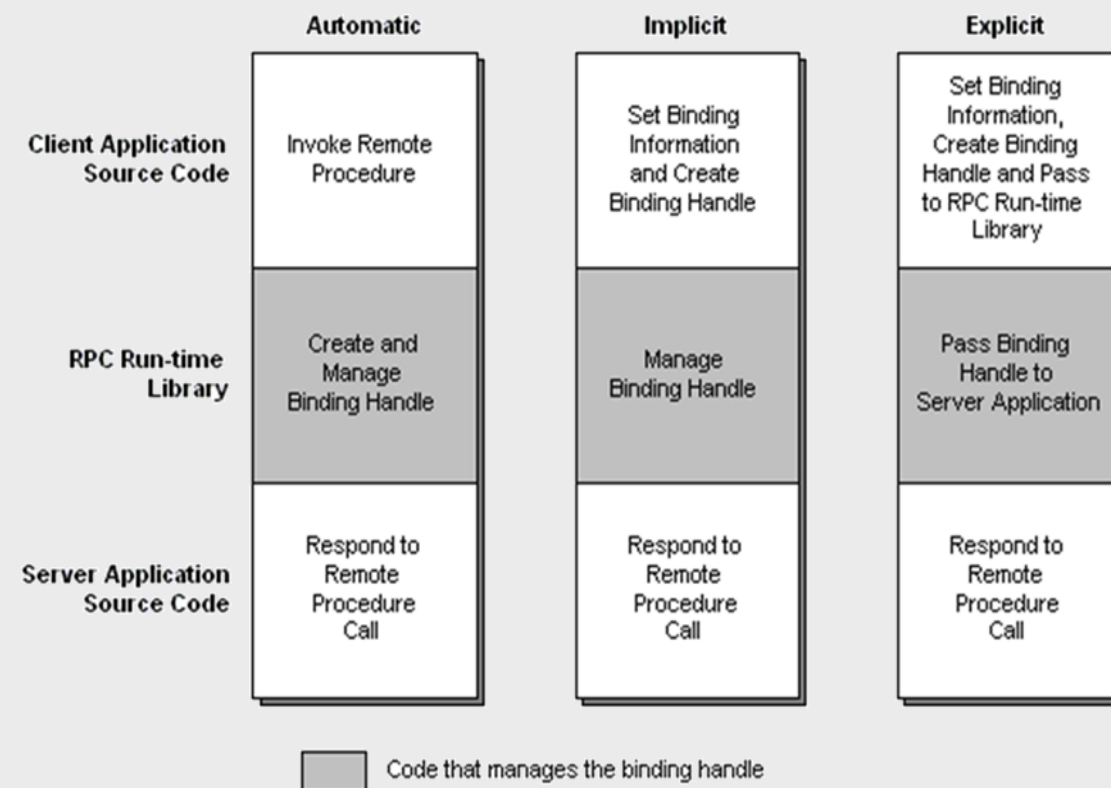 Automatic
Implicit
Explicit
Client Application
Source Code
Invoke Remote
Procedure
Set Binding
Information
and Create
Binding Handle
Set Binding
Information,
Create Binding
Handle and Pass
to RPC Run-time
Library
RPC Run-time
Library
Create and
Manage
Binding Handle
Manage
Binding Handle
Pass Binding
Handle to
Server Application
Server Application
Source Code
Respond to
Remote
Procedure
Call
Respond to
Remote
Procedure
Call
Respond to
Remote
Procedure
Call
Code that manages the binding handle